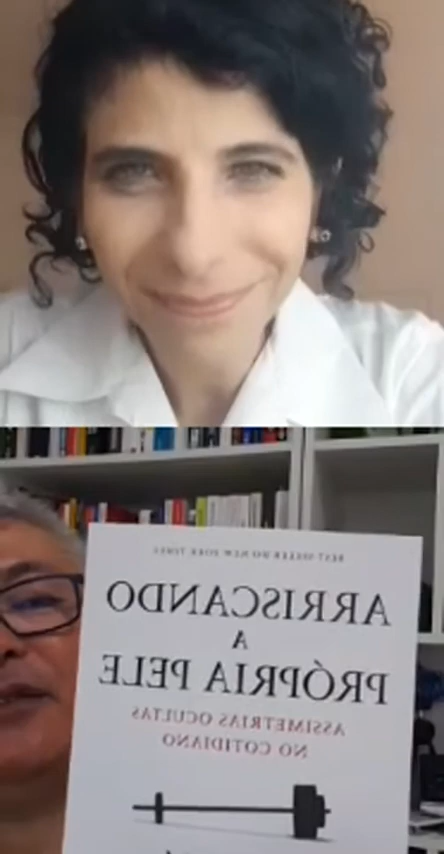 BEST-SELLER DO NEW YORK TIMES
ARRISCANDO
A
PRÓPRIA PELE
ASSIMETRIAS OCULTAS
NO COTIDIANO